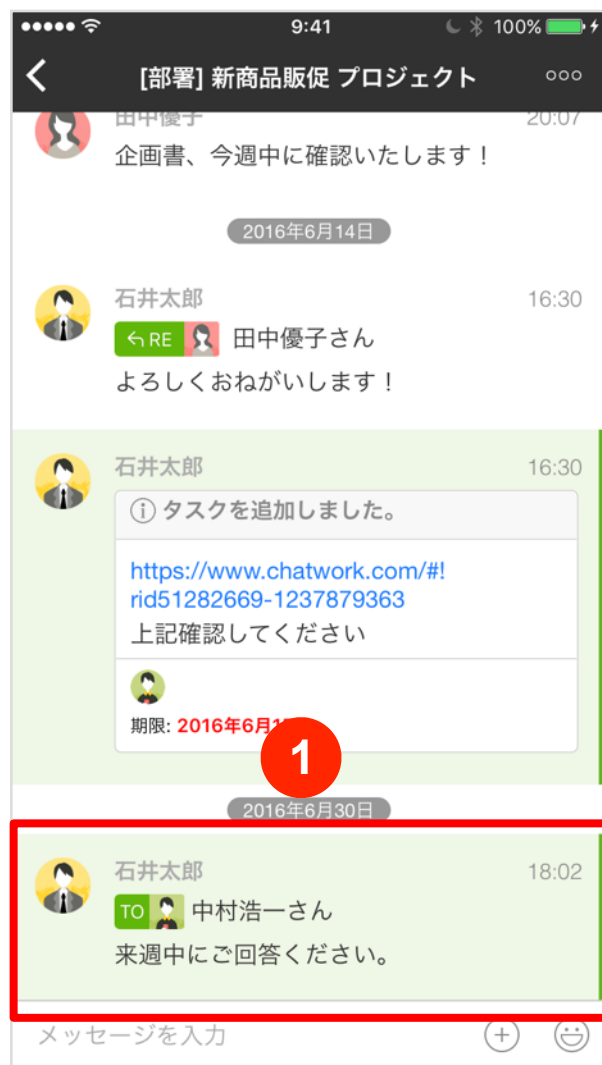 9:41 100%
[部署] 新商品販促 プロジェクト
田中優子 20:07
企画書、今週中に確認いたします！
2016年6月14日
石井太郎 16:30
RE 田中優子さん
よろしくおねがいします！
石井太郎 16:30
タスクを追加しました。
https://www.chatwork.com/#!
rid51282669-1237879363
上記確認してください
期限: 2016年6月
1
2016年6月30日
石井太郎 18:02
TO 中村浩一さん
来週中にご回答ください。
メッセージを入力